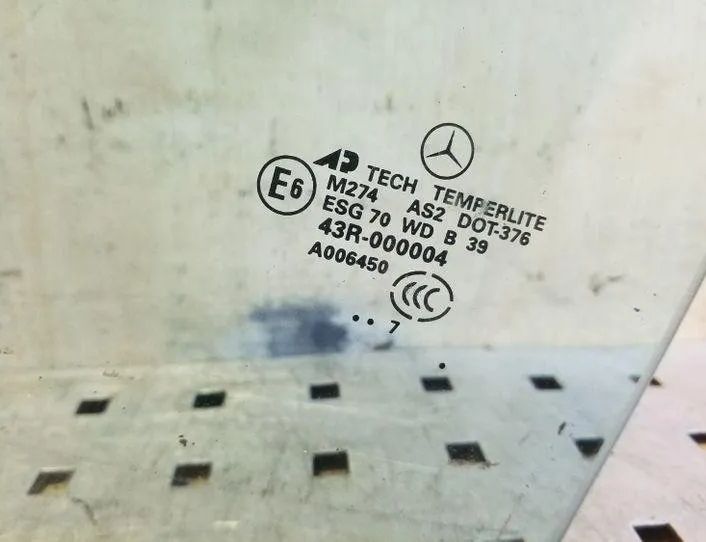 AP TECH TEMPERLITE
E6
M274 AS2 DOT-376
ESG 70 WD B 39
43R-000004
A006450
CCC
•• 7
•